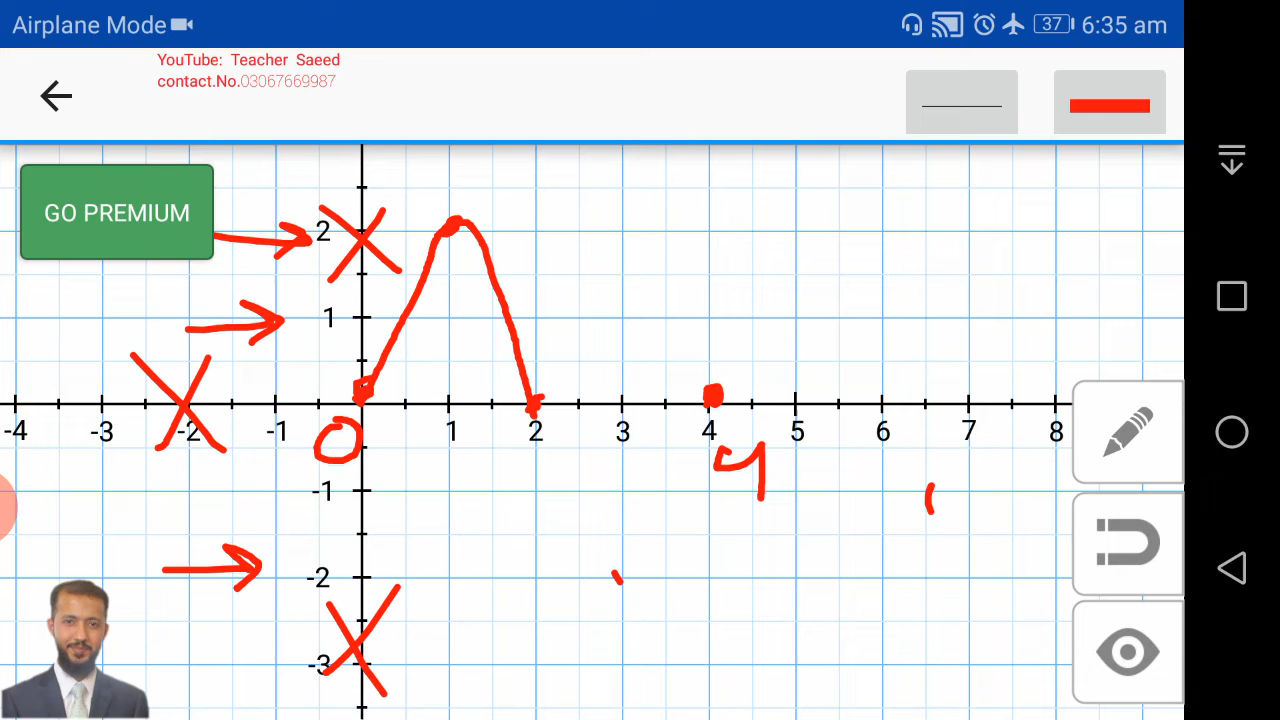 Airplane Mode 37 6:35 am
YouTube: Teacher Saeed
contact.No.03067669987
GO PREMIUM
2
1
-4 -3 -2 -1 0 1 2 3 4 5 6 7 8
4
-1
-2
-3